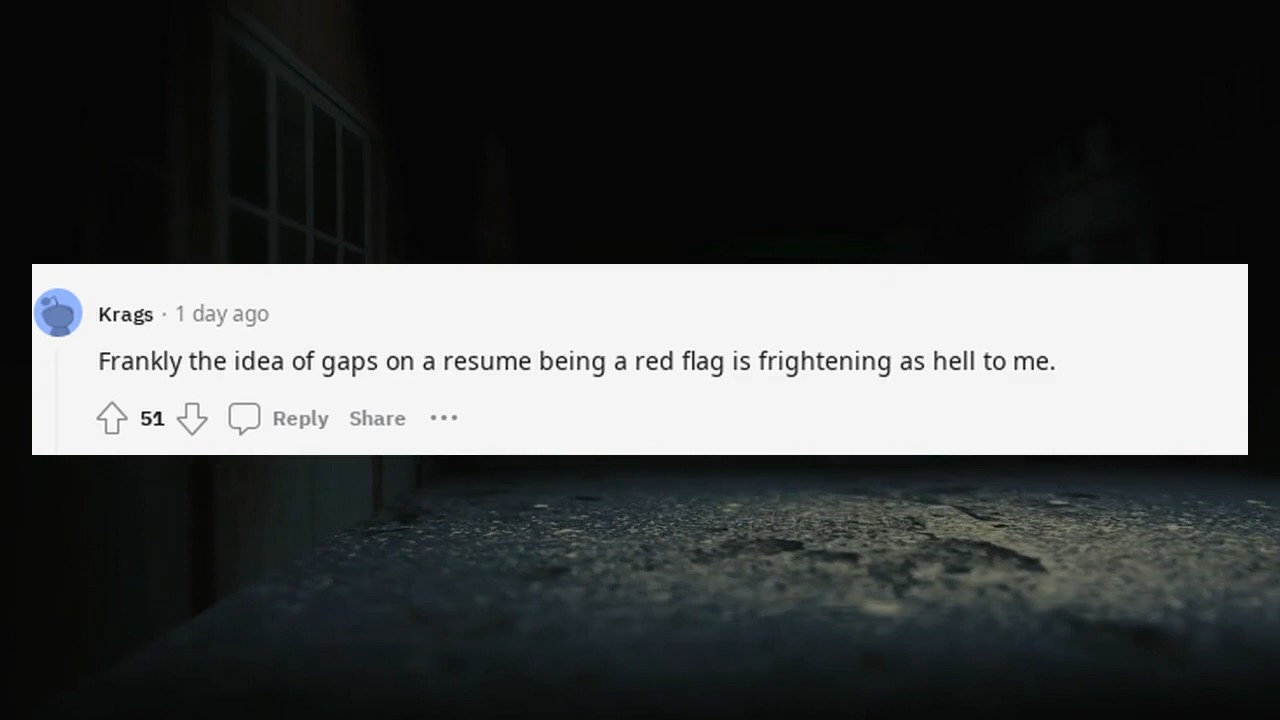 Krags · 1 day ago
Frankly the idea of gaps on a resume being a red flag is frightening as hell to me.
51 Reply Share ···